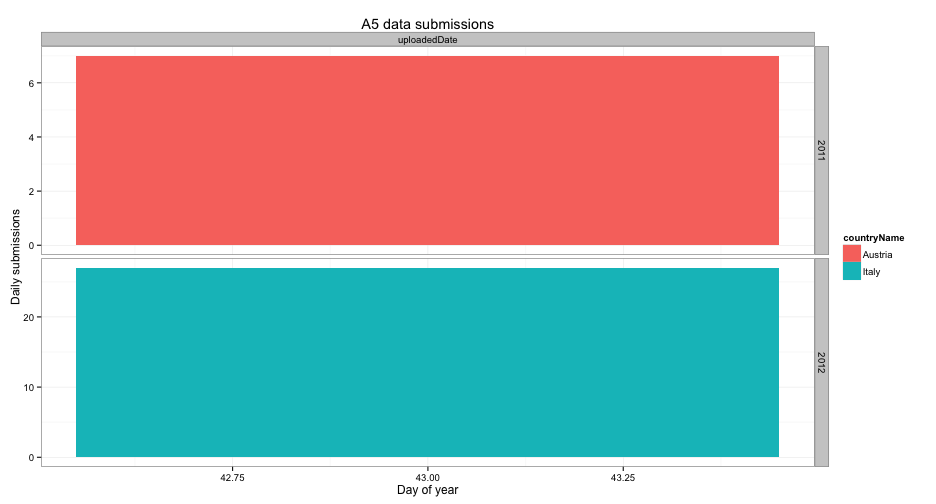 A5 data submissions
uploadedDate
6
4
2
0
2011
Daily submissions
20
10
0
2012
42.75
43.00
43.25
Day of year
countryName
Austria
Italy